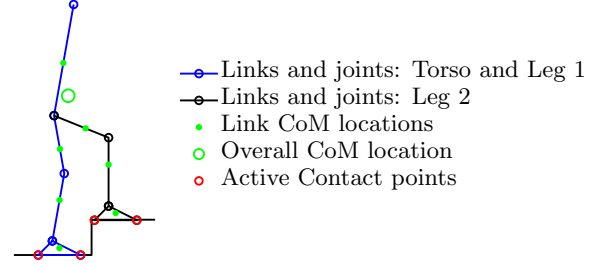 Links and joints: Torso and Leg 1
Links and joints: Leg 2
Link CoM locations
Overall CoM location
Active Contact points